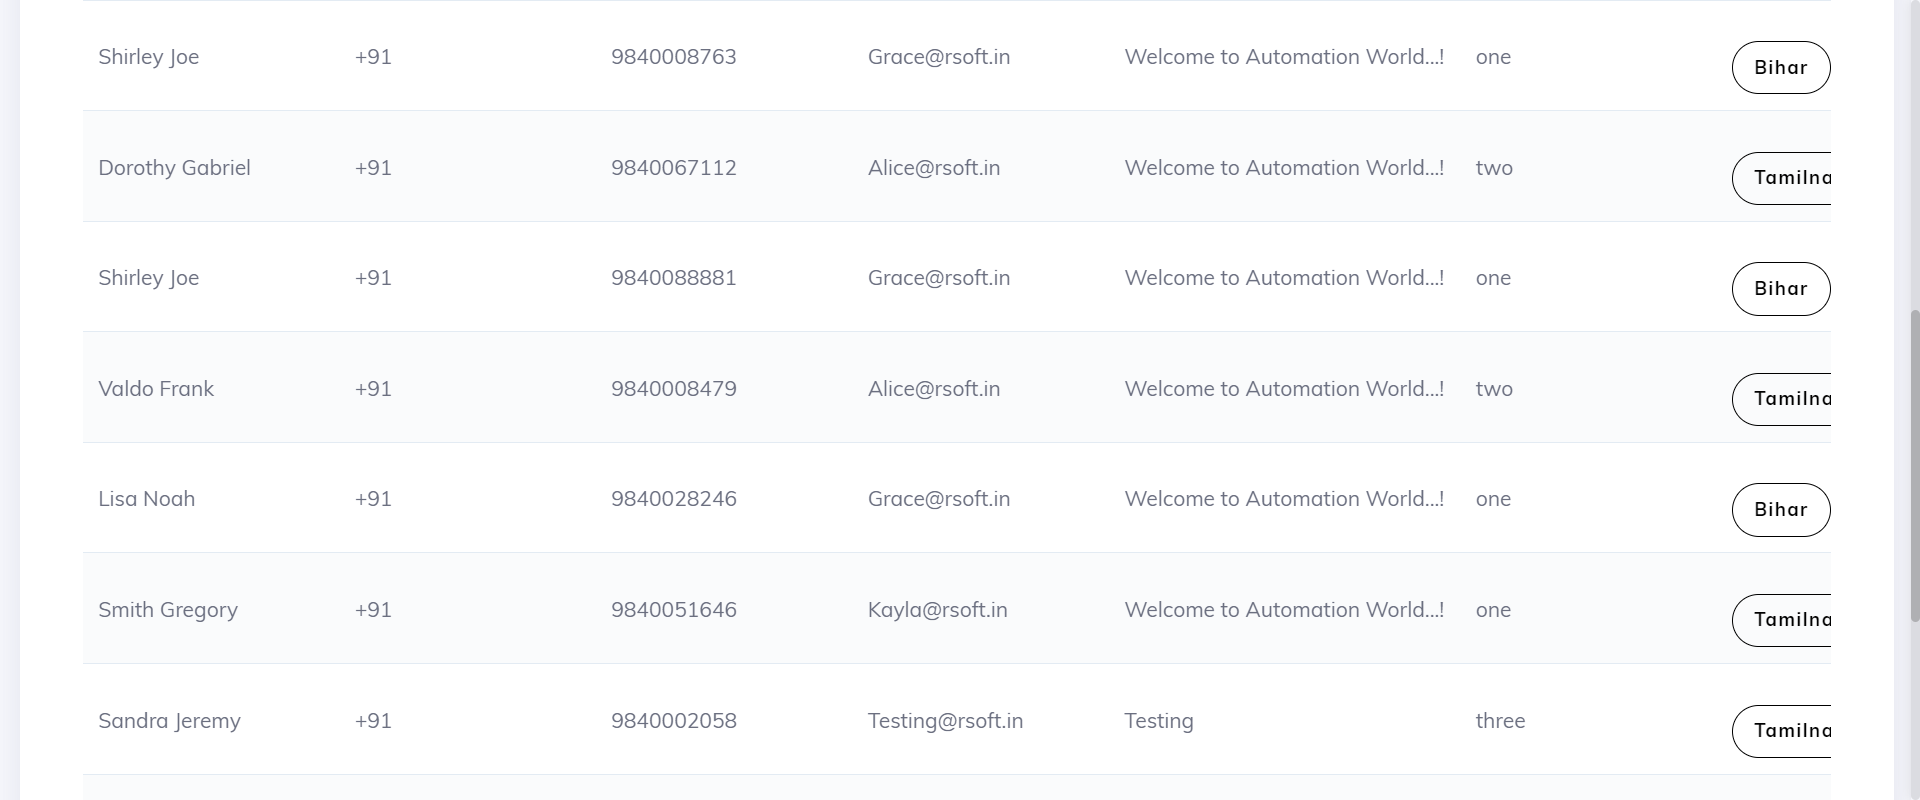 Shirley Joe +91 9840008763 Grace@rsoft.in Welcome to Automation World...! one Bihar
Dorothy Gabriel +91 9840067112 Alice@rsoft.in Welcome to Automation World...! two Tamilna
Shirley Joe +91 9840088881 Grace@rsoft.in Welcome to Automation World...! one Bihar
Valdo Frank +91 9840008479 Alice@rsoft.in Welcome to Automation World...! two Tamilna
Lisa Noah +91 9840028246 Grace@rsoft.in Welcome to Automation World...! one Bihar
Smith Gregory +91 9840051646 Kayla@rsoft.in Welcome to Automation World...! one Tamilna
Sandra Jeremy +91 9840002058 Testing@rsoft.in Testing three Tamilna